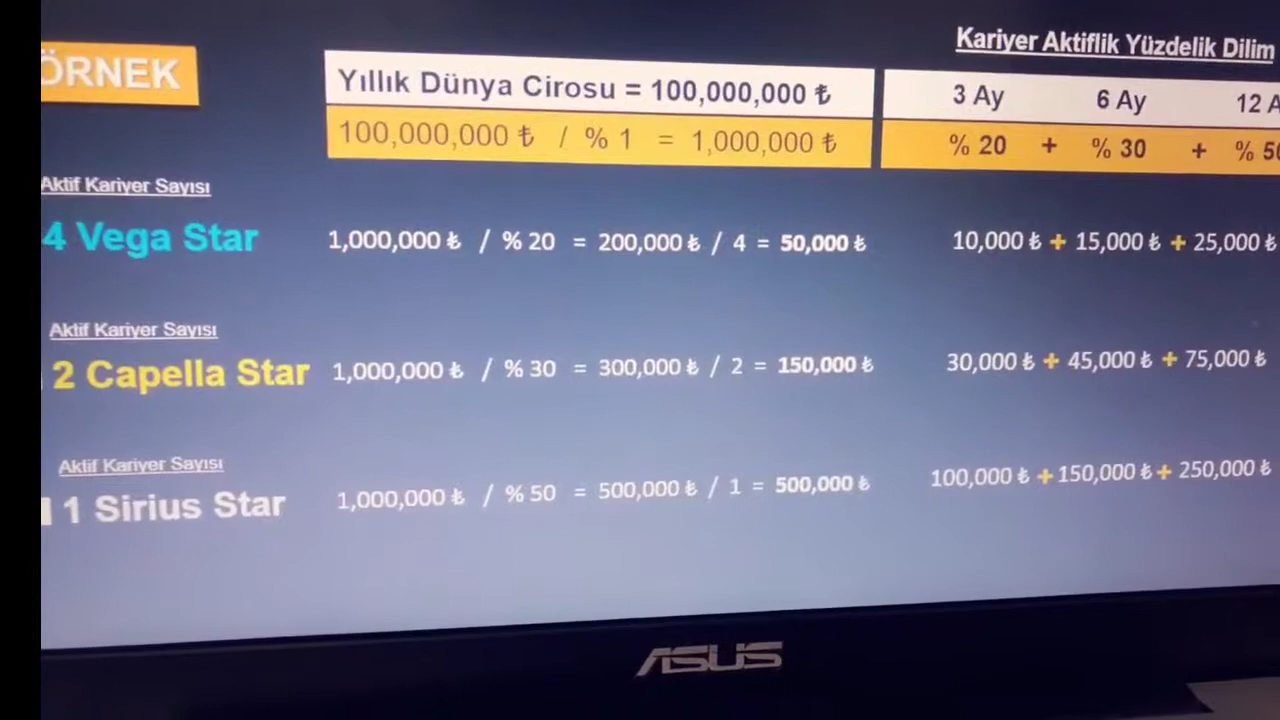 Kariyer Aktiflik Yüzdelik Dilim
ÖRNEK
Yıllık Dünya Cirosu = 100,000,000 ₺
3 Ay 6 Ay 12
100,000,000 ₺ / % 1 = 1,000,000 ₺
% 20 + % 30 + %
Aktif Kariyer Sayısı
4 Vega Star
1,000,000 ₺ / % 20 = 200,000 ₺ / 4 = 50,000 ₺
10,000 ₺ + 15,000 ₺ + 25,000 ₺
Aktif Kariyer Sayısı
2 Capella Star
1,000,000 ₺ / % 30 = 300,000 ₺ / 2 = 150,000 ₺
30,000 ₺ + 45,000 ₺ + 75,000 ₺
Aktif Kariyer Sayısı
1 Sirius Star
1,000,000 ₺ / % 50 = 500,000 ₺ / 1 = 500,000 ₺
100,000 ₺ + 150,000 ₺ + 250,000 ₺
ASUS